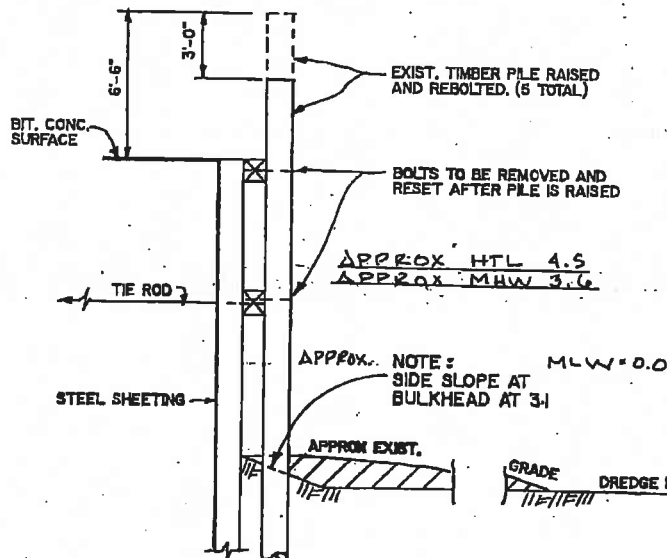 6'-6"
3'-0"
EXIST. TIMBER PILE RAISED
AND REBOLTED. (5 TOTAL)
BIT. CONC.
SURFACE
BOLTS TO BE REMOVED AND
RESET AFTER PILE IS RAISED
APPROX HTL 4.5
APPROX MHW 3.6
TIE ROD
APPROX. NOTE: MLW=0.0
SIDE SLOPE AT
BULKHEAD AT 3:1
STEEL SHEETING
APPROX EXIST.
GRADE
DREDGE